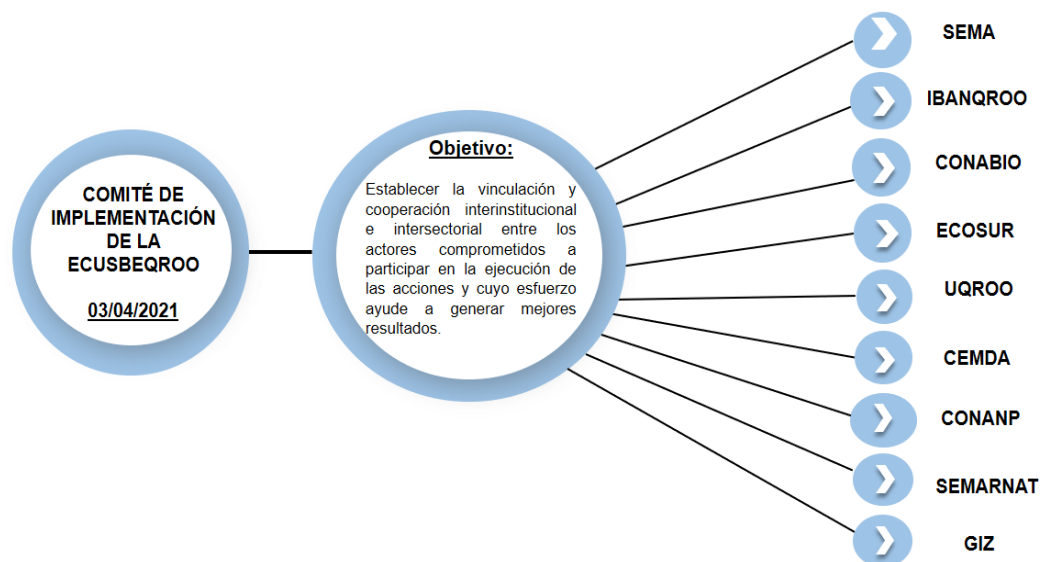 COMITÉ DE
IMPLEMENTACIÓN
DE LA
ECUSBEQROO
03/04/2021
Objetivo:
Establecer la vinculación y
cooperación interinstitucional
e intersectorial entre los
actores comprometidos a
participar en la ejecución de
las acciones y cuyo esfuerzo
ayude a generar mejores
resultados.
SEMA
IBANQROO
CONABIO
ECOSUR
UQROO
CEMDA
CONANP
SEMARNAT
GIZ